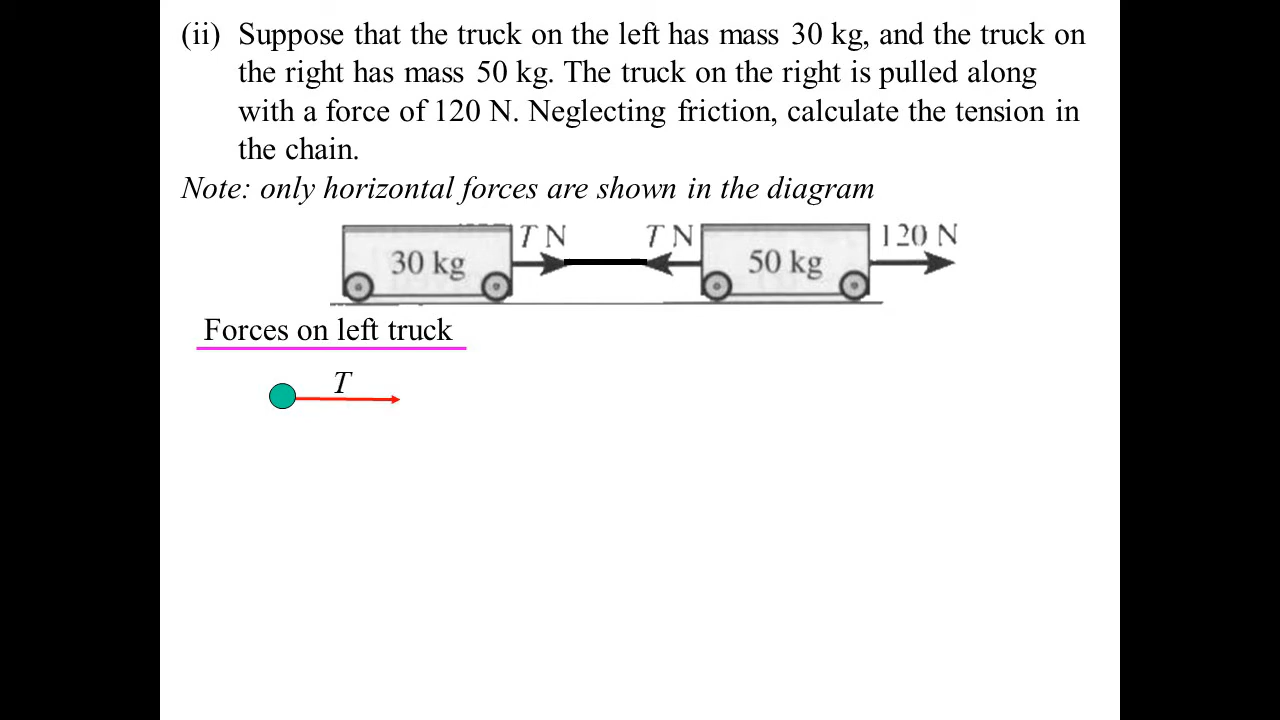 (ii) Suppose that the truck on the left has mass 30 kg, and the truck on
the right has mass 50 kg. The truck on the right is pulled along
with a force of 120 N. Neglecting friction, calculate the tension in
the chain.
Note: only horizontal forces are shown in the diagram
T N T N 120 N
30 kg 50 kg
Forces on left truck
T